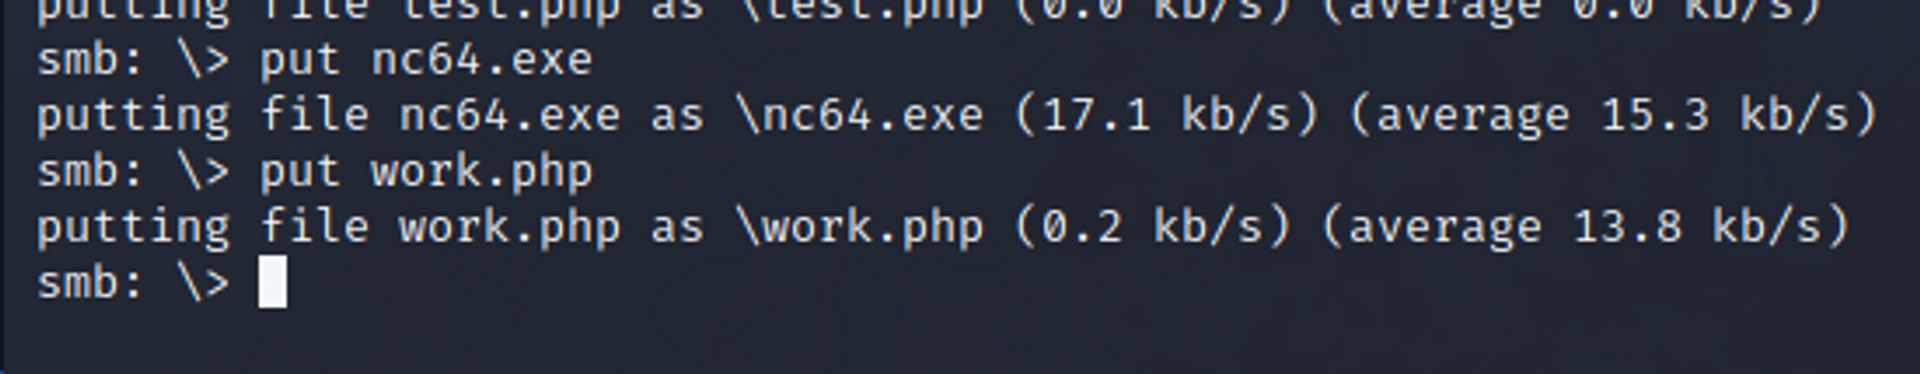 putting file test.php as \test.php (0.0 kb/s) (average 0.0 kb/s)
smb: \> put nc64.exe
putting file nc64.exe as \nc64.exe (17.1 kb/s) (average 15.3 kb/s)
smb: \> put work.php
putting file work.php as \work.php (0.2 kb/s) (average 13.8 kb/s)
smb: \>